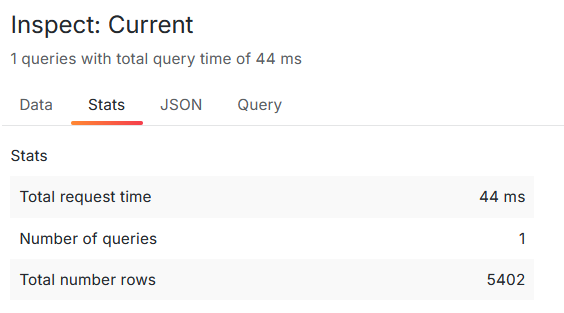 Inspect: Current
1 queries with total query time of 44 ms
Data Stats JSON Query
Stats
Total request time 44 ms
Number of queries 1
Total number rows 5402